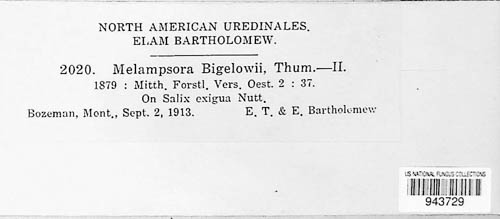 NORTH AMERICAN UREDINALES.
ELAM BARTHOLOMEW.
2020. Melampsora Bigelowii, Thum.—II.
1879 : Mitth. Forstl. Vers. Oest. 2 : 37.
On Salix exigua Nutt.
Bozeman, Mont., Sept. 2, 1913. E. T. & E. Bartholomew
US NATIONAL FUNGUS COLLECTIONS
943729